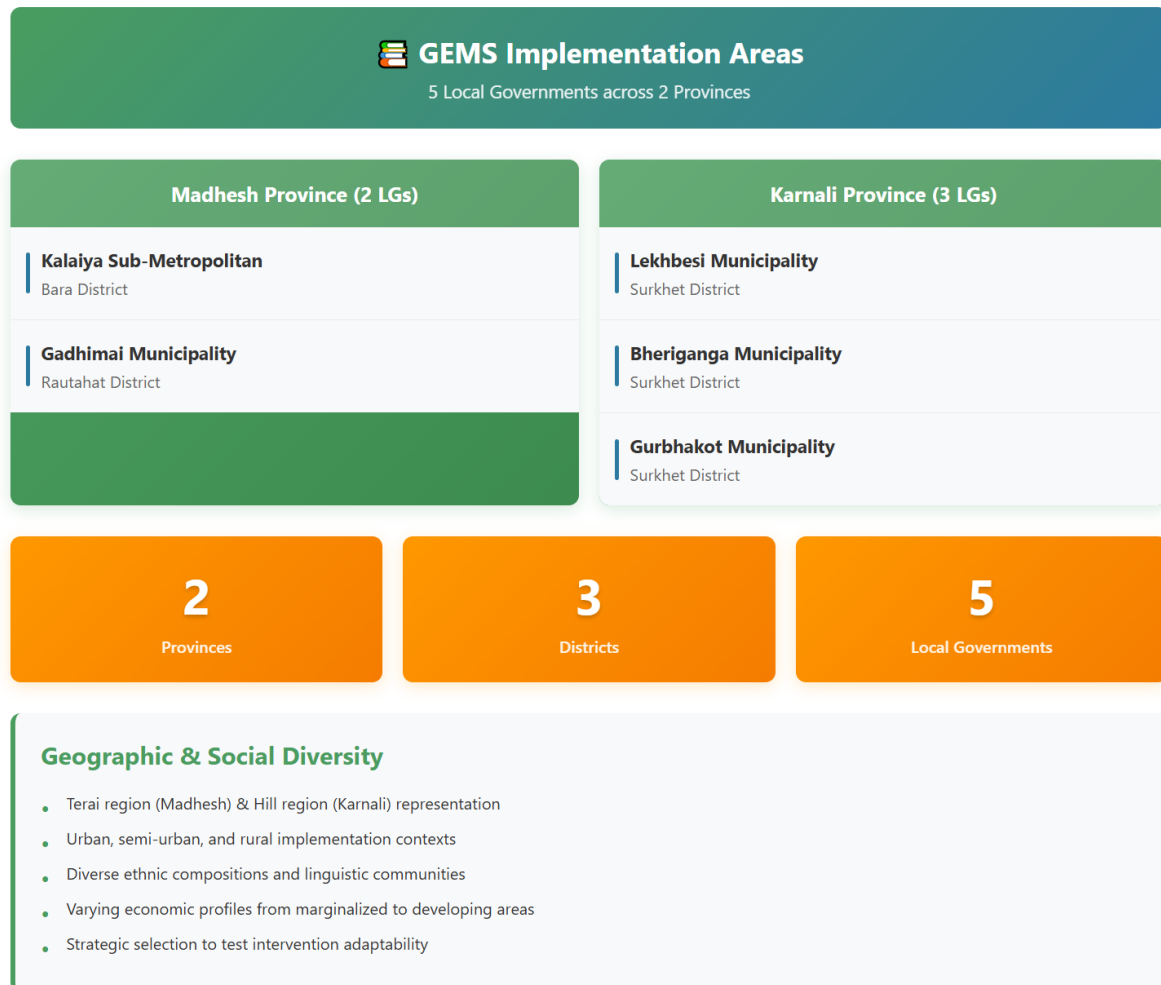 GEMS Implementation Areas
5 Local Governments across 2 Provinces
Madhesh Province (2 LGs)
Kalaiya Sub-Metropolitan
Bara District
Gadhimai Municipality
Rautahat District
Karnali Province (3 LGs)
Lekhbesi Municipality
Surkhet District
Bheriganga Municipality
Surkhet District
Gurbhakot Municipality
Surkhet District
2
Provinces
3
Districts
5
Local Governments
Geographic & Social Diversity
• Terai region (Madhesh) & Hill region (Karnali) representation
• Urban, semi-urban, and rural implementation contexts
• Diverse ethnic compositions and linguistic communities
• Varying economic profiles from marginalized to developing areas
• Strategic selection to test intervention adaptability